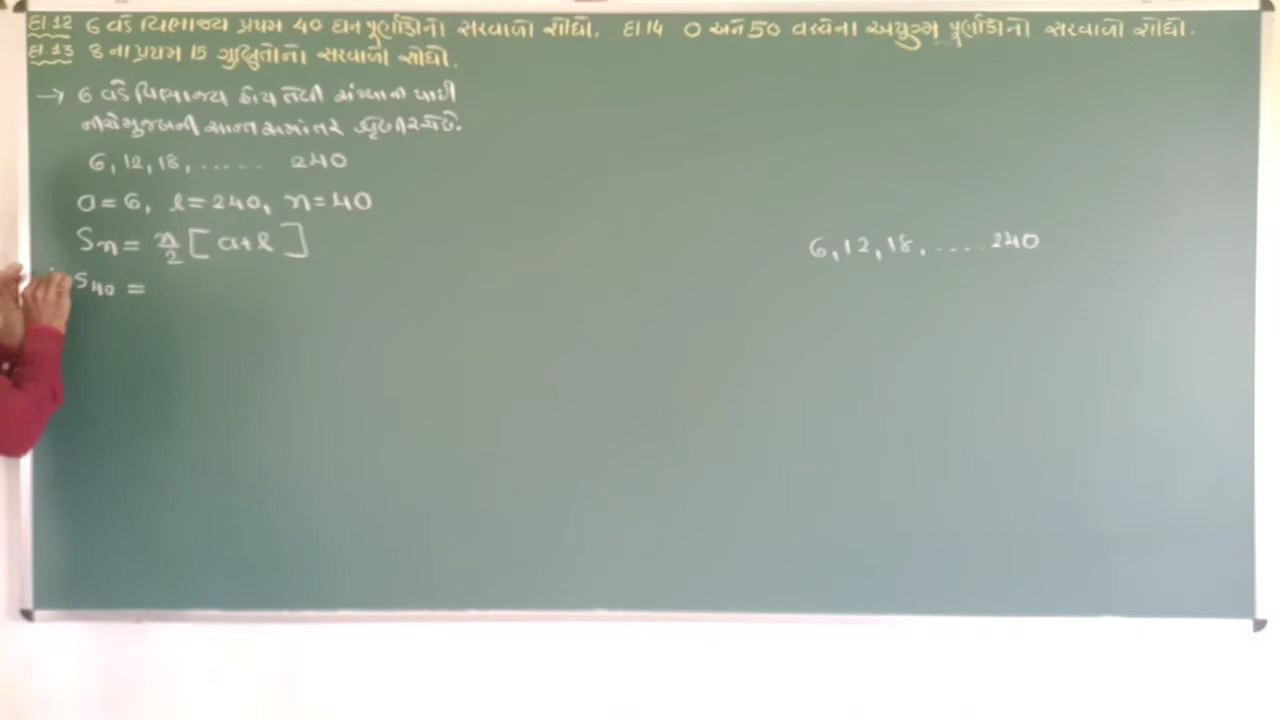 દા.12 6 વડે વિભાજ્ય પ્રથમ 40 ધન પૂર્ણાંકોનો સરવાળો શોધો. દા.14 0 અને 50 વચ્ચેના અયુગ્મ પૂર્ણાંકોનો સરવાળો શોધો.
દા.13 8 ના પ્રથમ 15 ગુણિતોનો સરવાળો શોધો.
→ 6 વડે વિભાજ્ય હોય તેવી સંખ્યાની યાદી
નીચે મુજબની સાન્ત સમાંતર શ્રેણી રચે છે.
6, 12, 18, ...... 240
a = 6, l = 240, n = 40
Sn = n/2 [ a + l ]
6, 12, 18, .... 240
S40 =